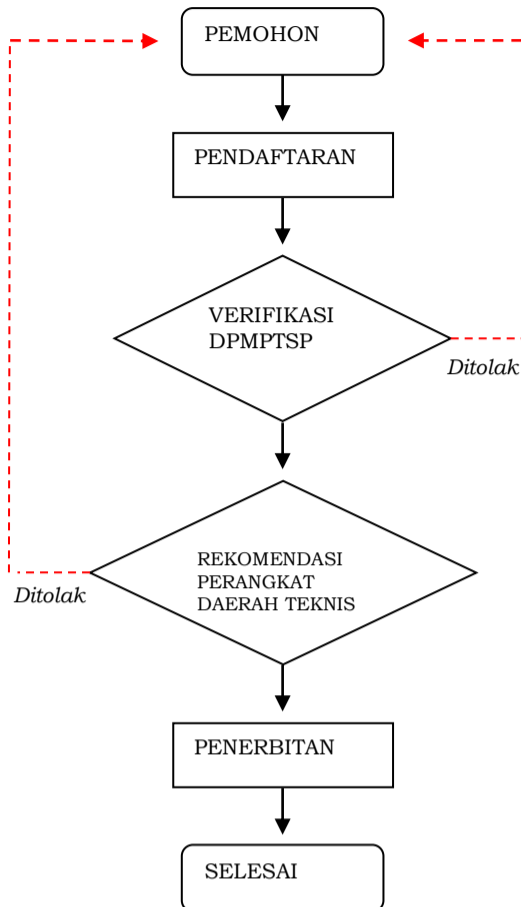 PEMOHON
PENDAFTARAN
VERIFIKASI
DPMPTSP
Ditolak
REKOMENDASI
PERANGKAT
DAERAH TEKNIS
Ditolak
PENERBITAN
SELESAI